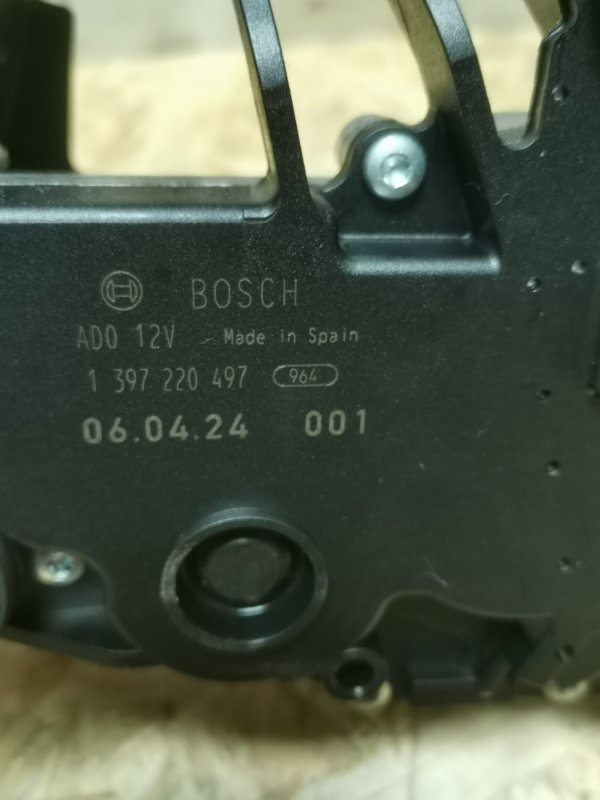 BOSCH
ADO 12V Made in Spain
1 397 220 497 964
06.04.24 001